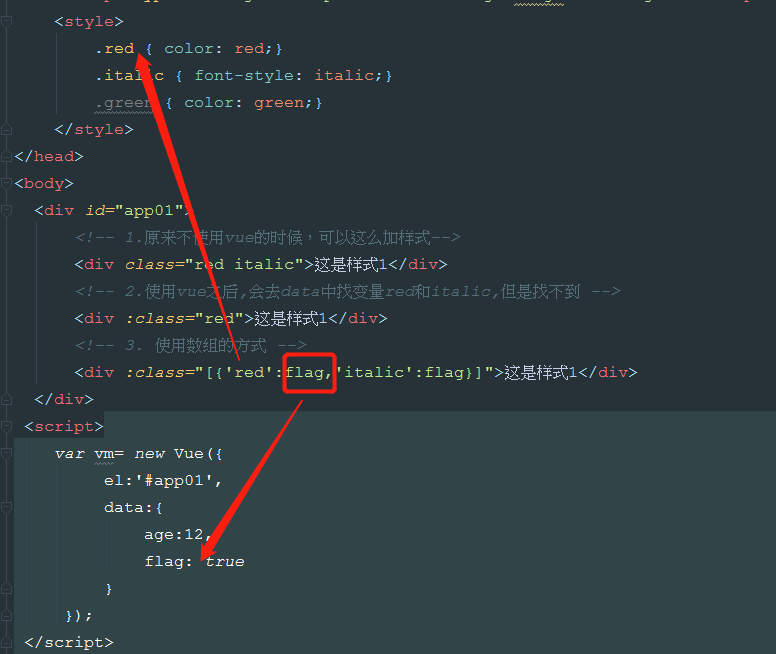 <style>
.red { color: red;}
.italic { font-style: italic;}
.green { color: green;}
</style>
</head>
<body>
<div id="app01">
<!-- 1.原来不使用vue的时候，可以这么加样式-->
<div class="red italic">这是样式1</div>
<!-- 2.使用vue之后,会去data中找变量red和italic,但是找不到 -->
<div :class="red">这是样式1</div>
<!-- 3. 使用数组的方式 -->
<div :class="[{'red':flag,'italic':flag}]">这是样式1</div>
</div>
<script>
var vm= new Vue({
el:'#app01',
data:{
age:12,
flag: true
}
});
</script>